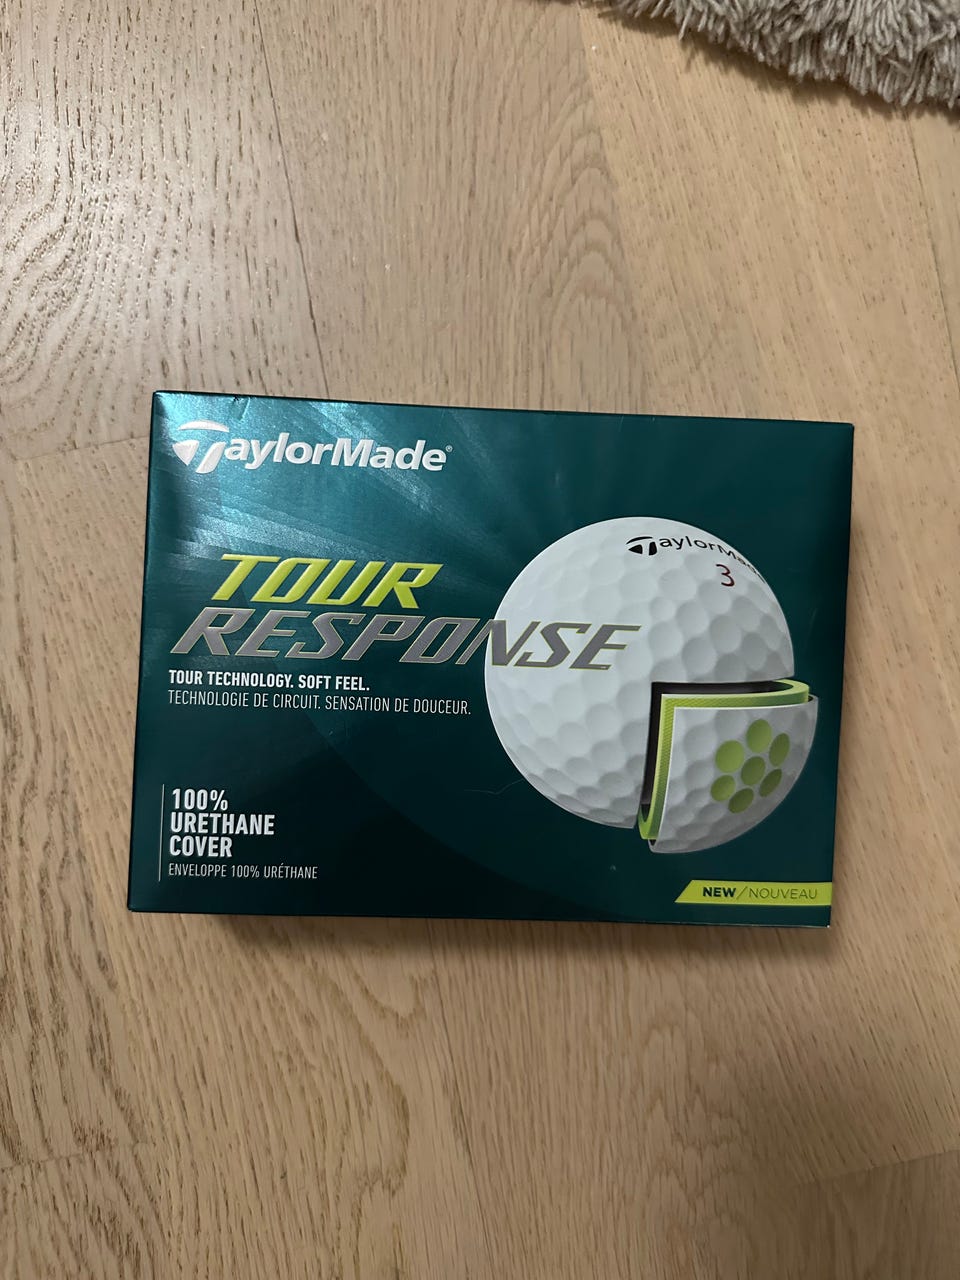 TaylorMade®
TOUR
RESPONSE
TOUR TECHNOLOGY. SOFT FEEL.
TECHNOLOGIE DE CIRCUIT. SENSATION DE DOUCEUR.
TaylorMade
3
100%
URETHANE
COVER
ENVELOPPE 100% URÉTHANE
NEW/NOUVEAU